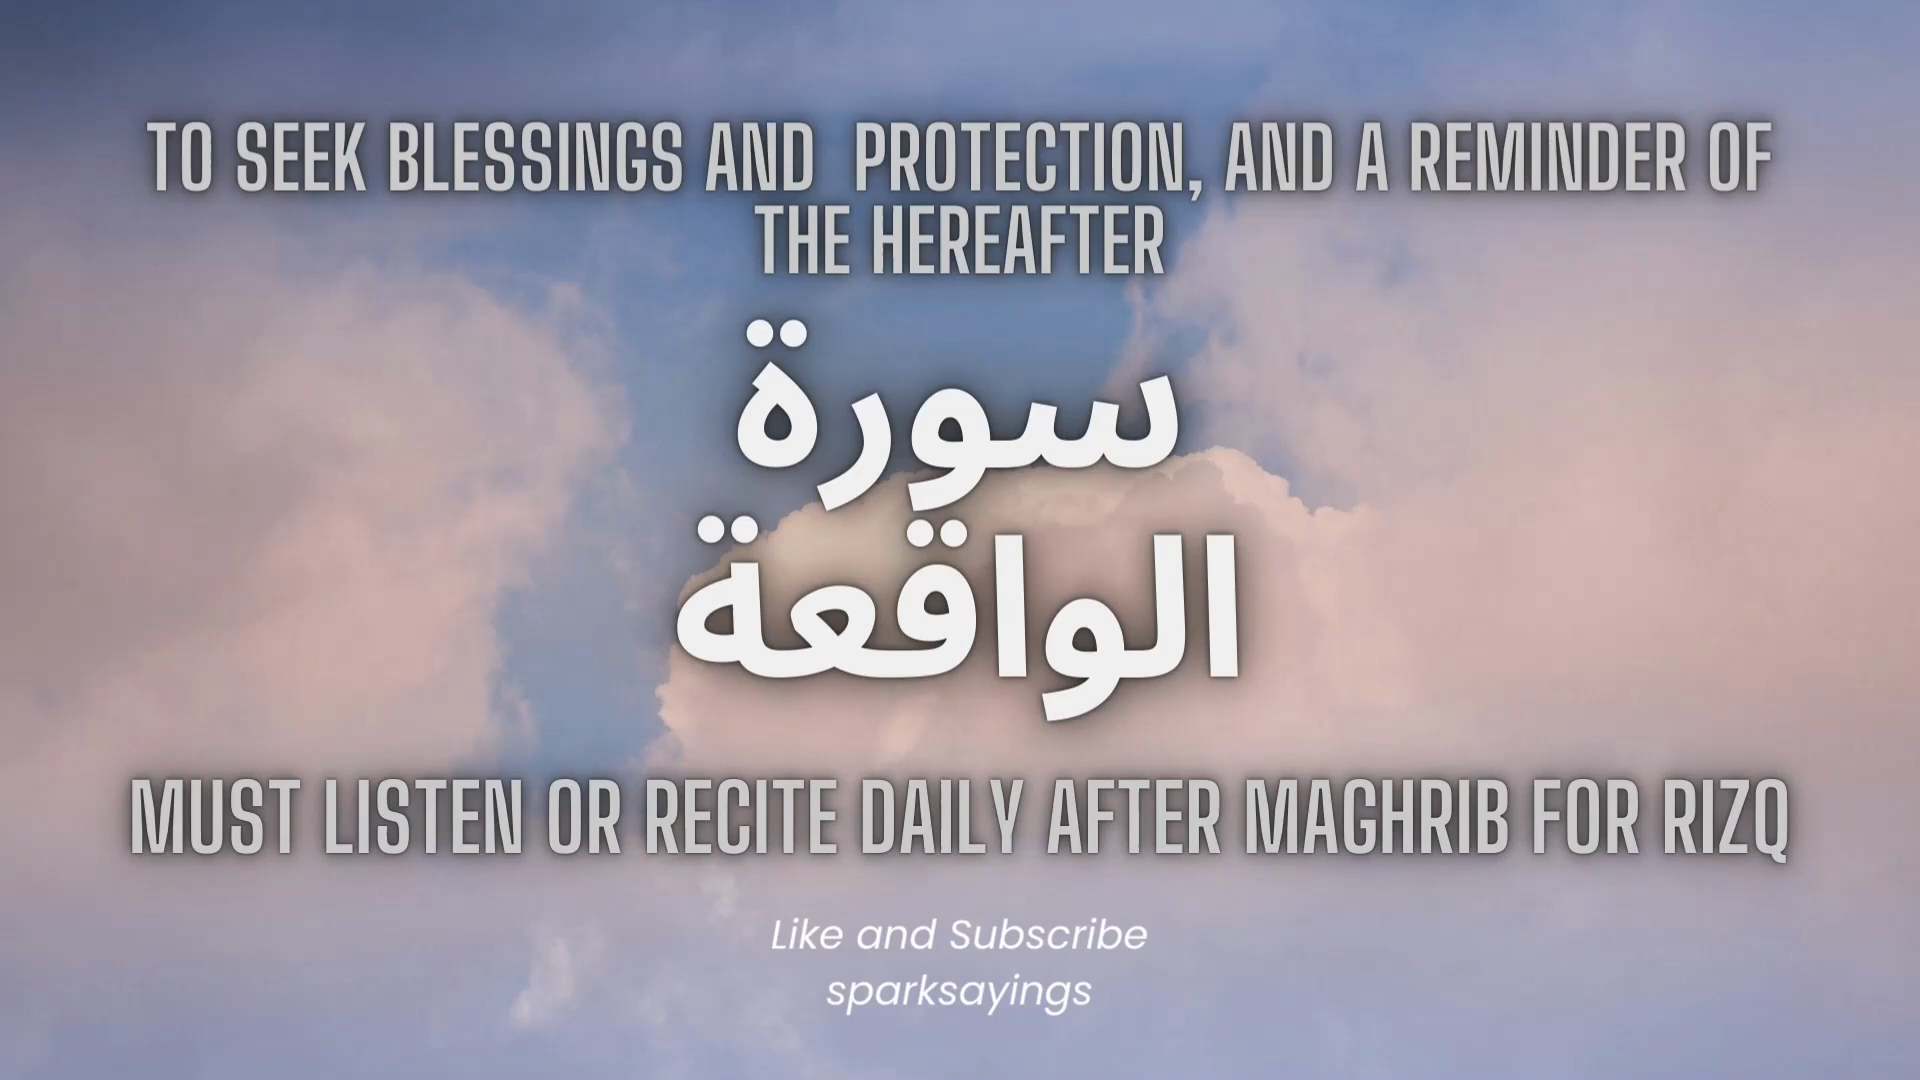 TO SEEK BLESSINGS AND PROTECTION, AND A REMINDER OF
THE HEREAFTER
سورة
الواقعة
MUST LISTEN OR RECITE DAILY AFTER MAGHRIB FOR RIZQ
Like and Subscribe
sparksayings